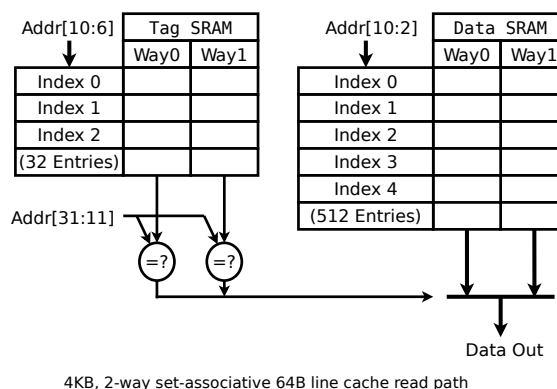 Addr[10:6]
Tag SRAM
Way0 Way1
Index 0
Index 1
Index 2
(32 Entries)
Addr[31:11]
=? =?
Addr[10:2]
Data SRAM
Way0 Way1
Index 0
Index 1
Index 2
Index 3
Index 4
(512 Entries)
Data Out
4KB, 2-way set-associative 64B line cache read path